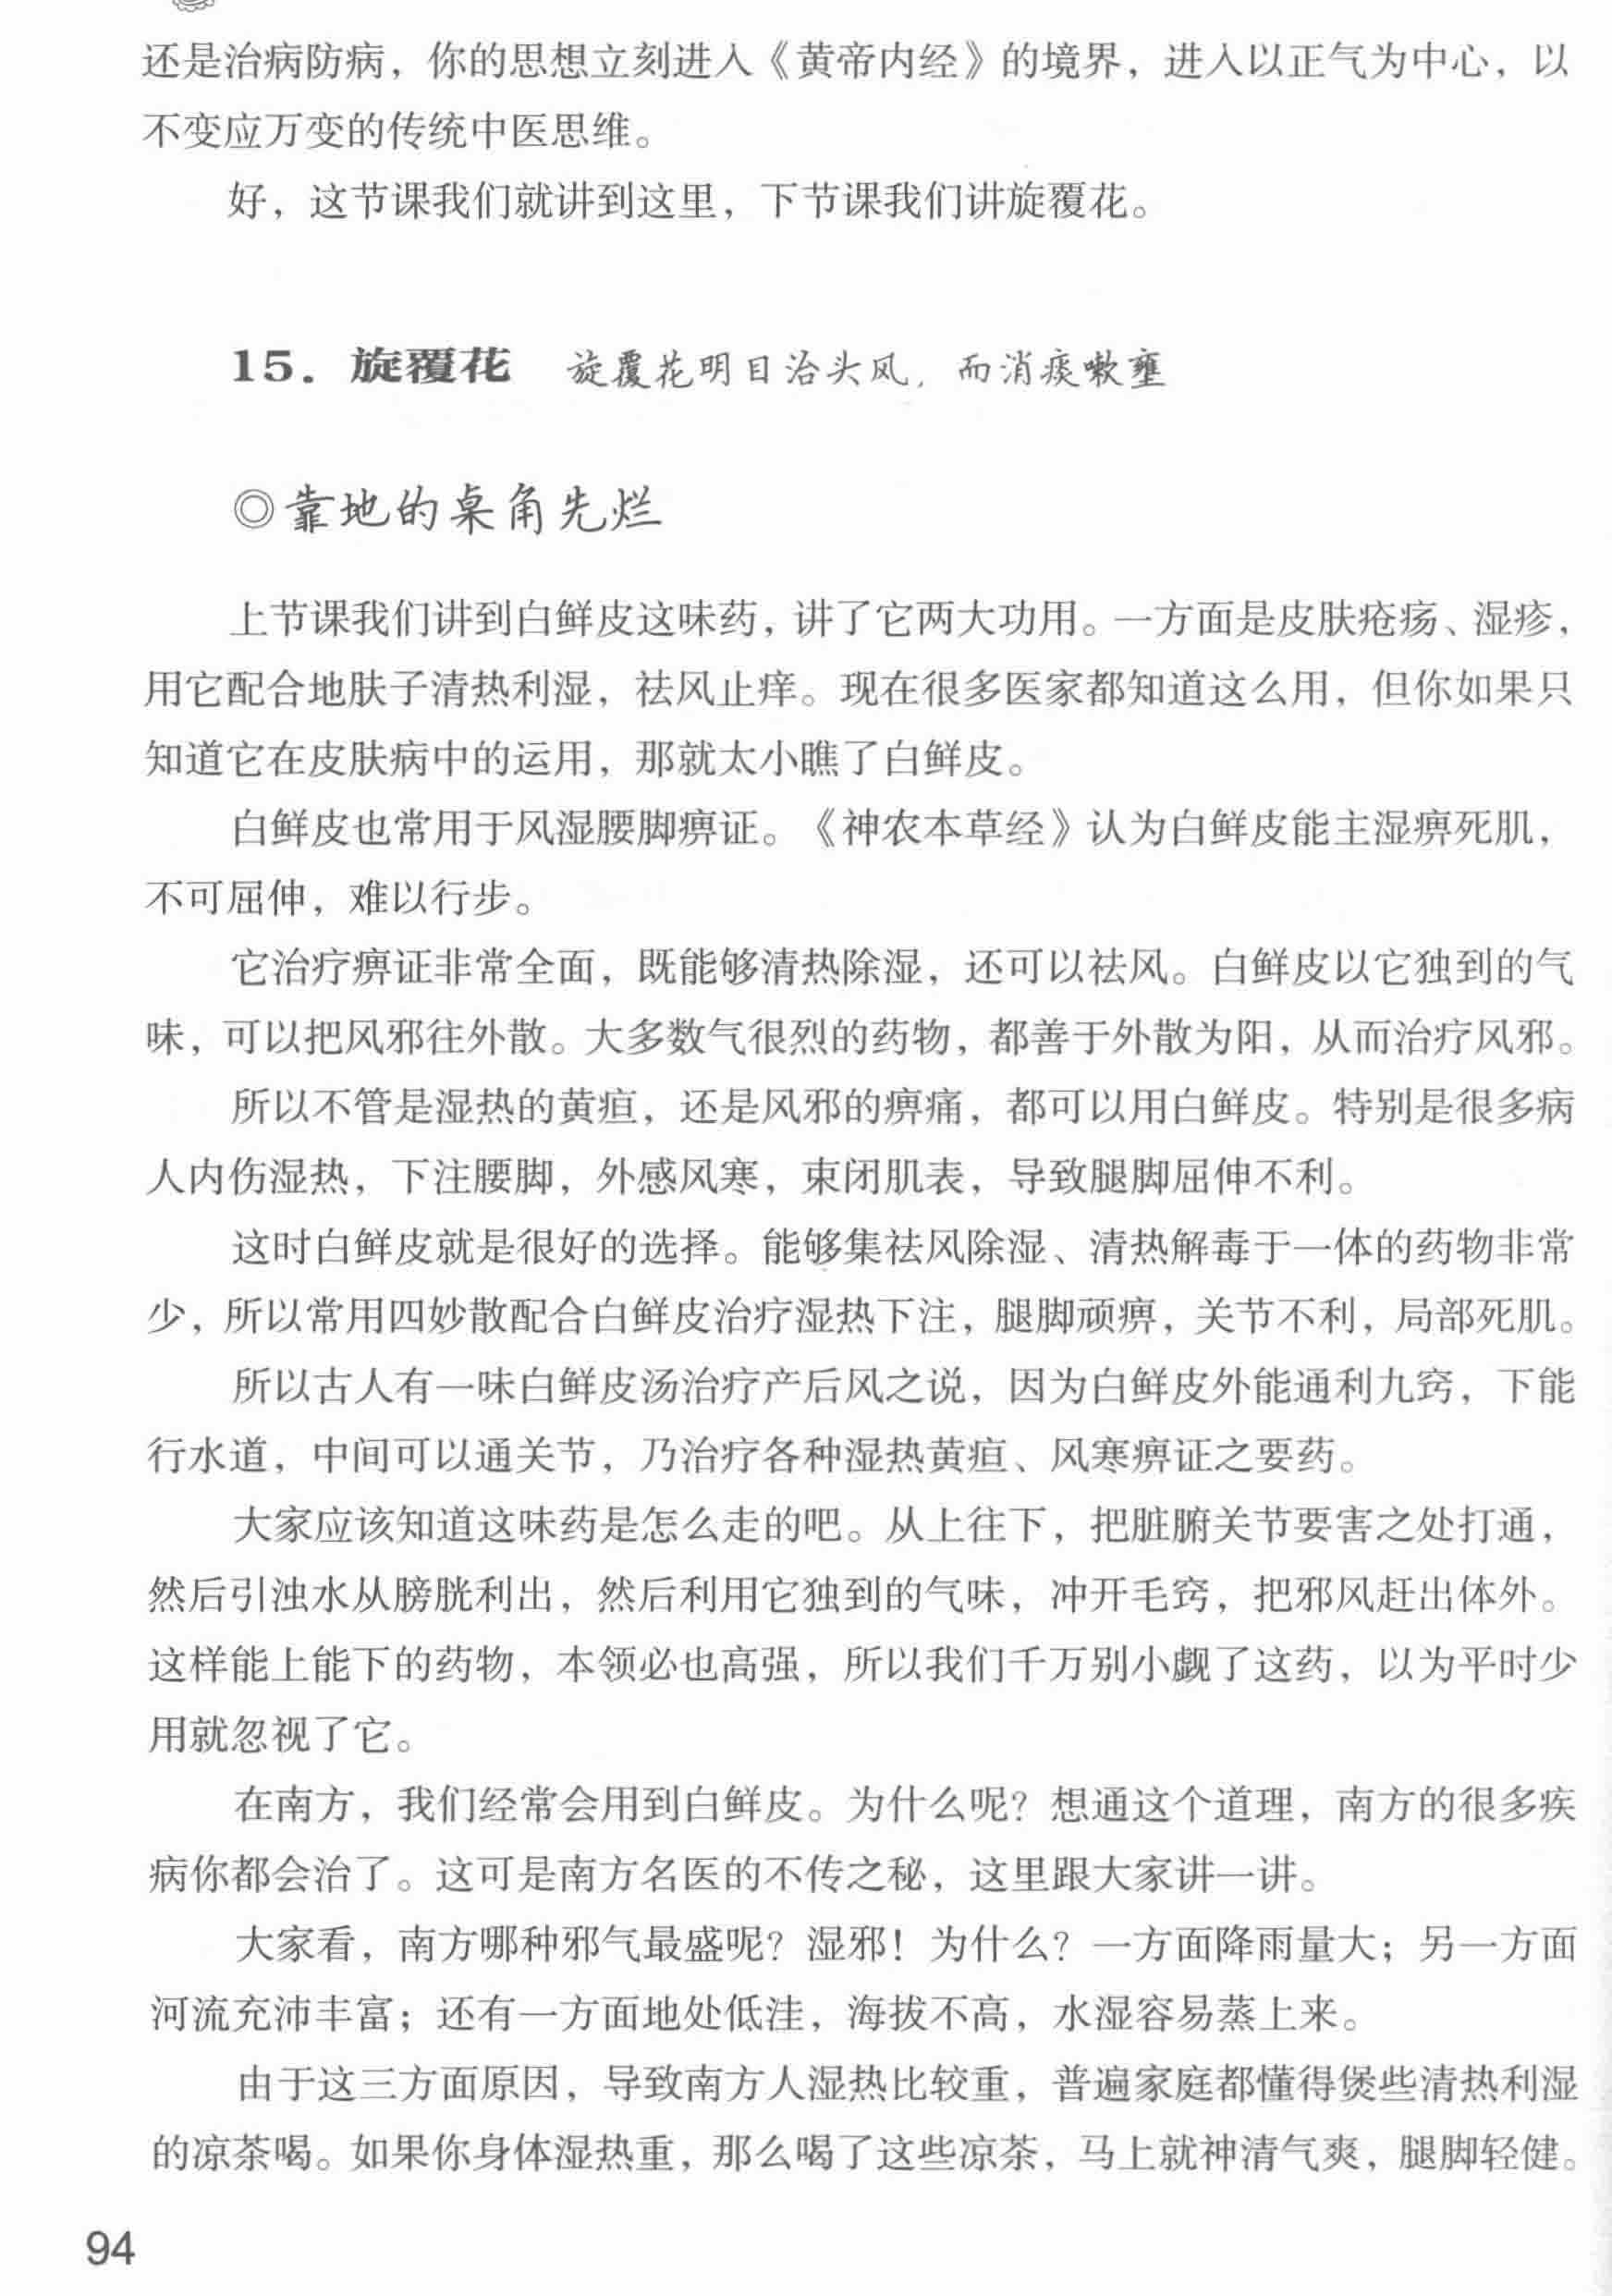 还是治病防病，你的思想立刻进入《黄帝内经》的境界，进入以正气为中心，以
不变应万变的传统中医思维。
好，这节课我们就讲到这里，下节课我们讲旋覆花。
15．旋覆花 旋覆花明目治头风，而消痰嗽壅
◎靠地的桌角先烂
上节课我们讲到白鲜皮这味药，讲了它两大功用。一方面是皮肤疮疡、湿疹，
用它配合地肤子清热利湿，祛风止痒。现在很多医家都知道这么用，但你如果只
知道它在皮肤病中的运用，那就太小瞧了白鲜皮。
白鲜皮也常用于风湿腰脚痹证。《神农本草经》认为白鲜皮能主湿痹死肌，
不可屈伸，难以行步。
它治疗痹证非常全面，既能够清热除湿，还可以祛风。白鲜皮以它独到的气
味，可以把风邪往外散。大多数气很烈的药物，都善于外散为阳，从而治疗风邪。
所以不管是湿热的黄疸，还是风邪的痹痛，都可以用白鲜皮。特别是很多病
人内伤湿热，下注腰脚，外感风寒，束闭肌表，导致腿脚屈伸不利。
这时白鲜皮就是很好的选择。能够集祛风除湿、清热解毒于一体的药物非常
少，所以常用四妙散配合白鲜皮治疗湿热下注，腿脚顽痹，关节不利，局部死肌。
所以古人有一味白鲜皮汤治疗产后风之说，因为白鲜皮外能通利九窍，下能
行水道，中间可以通关节，乃治疗各种湿热黄疸、风寒痹证之要药。
大家应该知道这味药是怎么走的吧。从上往下，把脏腑关节要害之处打通，
然后引浊水从膀胱利出，然后利用它独到的气味，冲开毛窍，把邪风赶出体外。
这样能上能下的药物，本领必也高强，所以我们千万别小觑了这药，以为平时少
用就忽视了它。
在南方，我们经常会用到白鲜皮。为什么呢？想通这个道理，南方的很多疾
病你都会治了。这可是南方名医的不传之秘，这里跟大家讲一讲。
大家看，南方哪种邪气最盛呢？湿邪！为什么？一方面降雨量大；另一方面
河流充沛丰富；还有一方面地处低洼，海拔不高，水湿容易蒸上来。
由于这三方面原因，导致南方人湿热比较重，普遍家庭都懂得煲些清热利湿
的凉茶喝。如果你身体湿热重，那么喝了这些凉茶，马上就神清气爽，腿脚轻健。
94